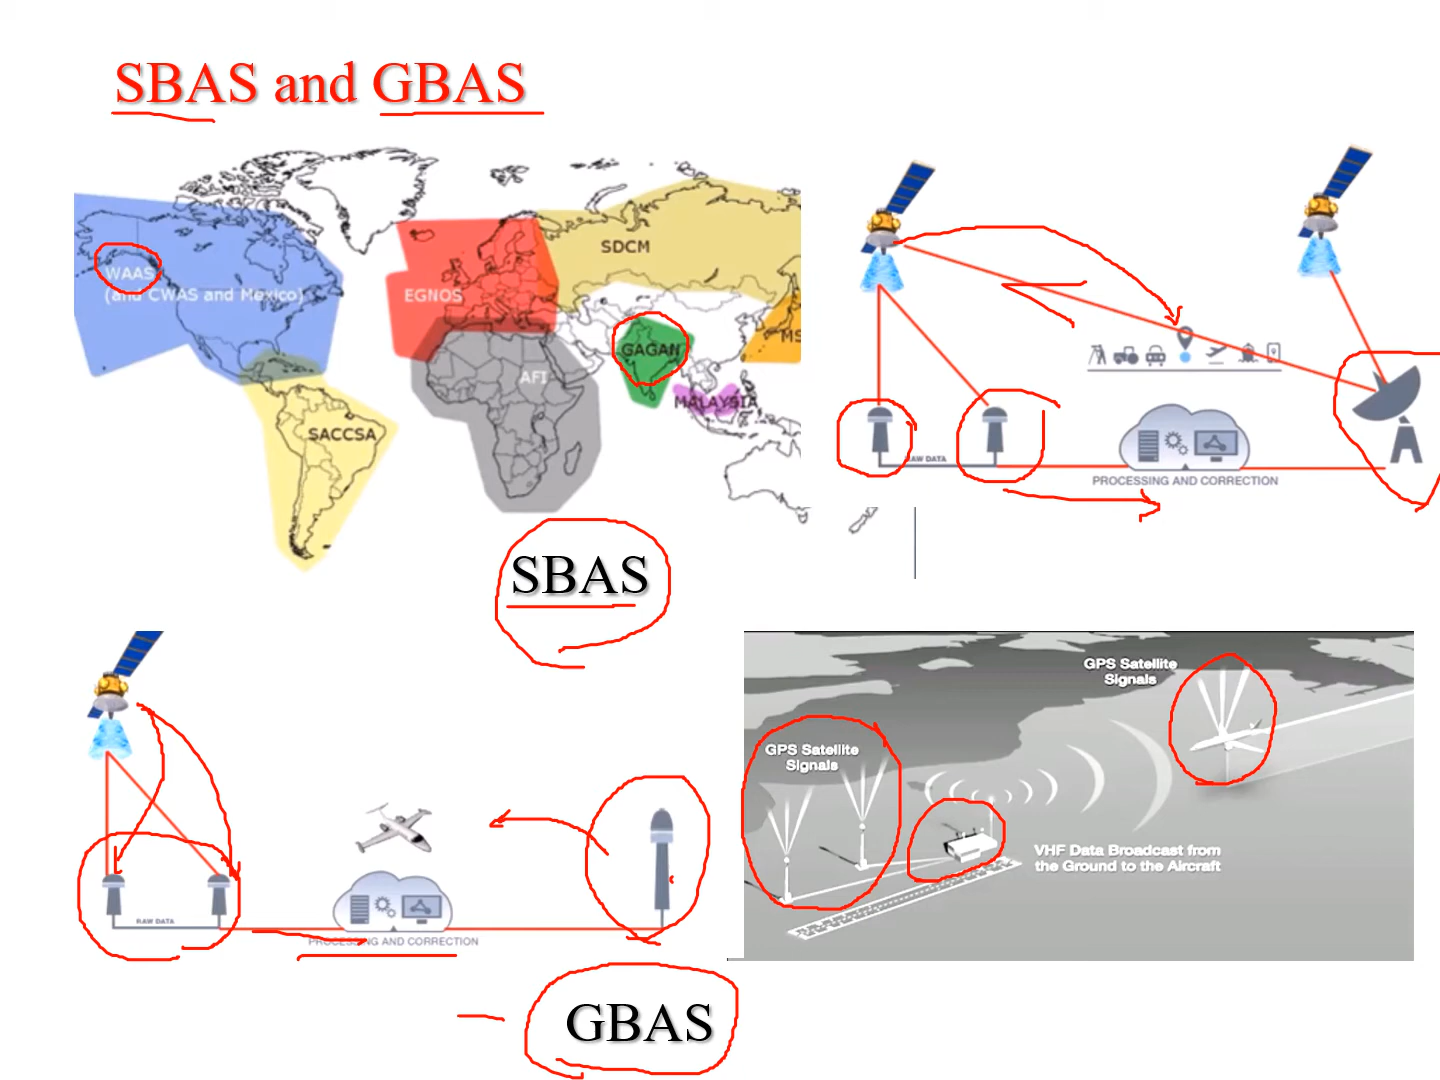 SBAS and GBAS
SDCM
WAAS
(and CWAS and Mexico)
EGNOS
MS
GAGAN
AFI
MALAYSIA
SACCSA
RAW DATA
PROCESSING AND CORRECTION
SBAS
GPS Satellite
Signals
GPS Satellite
Signals
VHF Data Broadcast from
the Ground to the Aircraft
RAW DATA
PROCESSING AND CORRECTION
GBAS